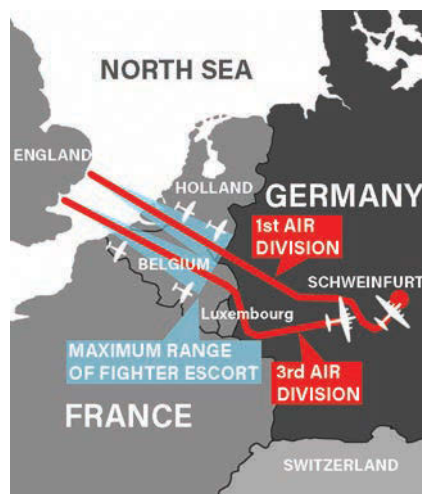 NORTH SEA
ENGLAND
HOLLAND
GERMANY
1st AIR
DIVISION
BELGIUM
SCHWEINFURT
Luxembourg
MAXIMUM RANGE
OF FIGHTER ESCORT
3rd AIR
DIVISION
FRANCE
SWITZERLAND